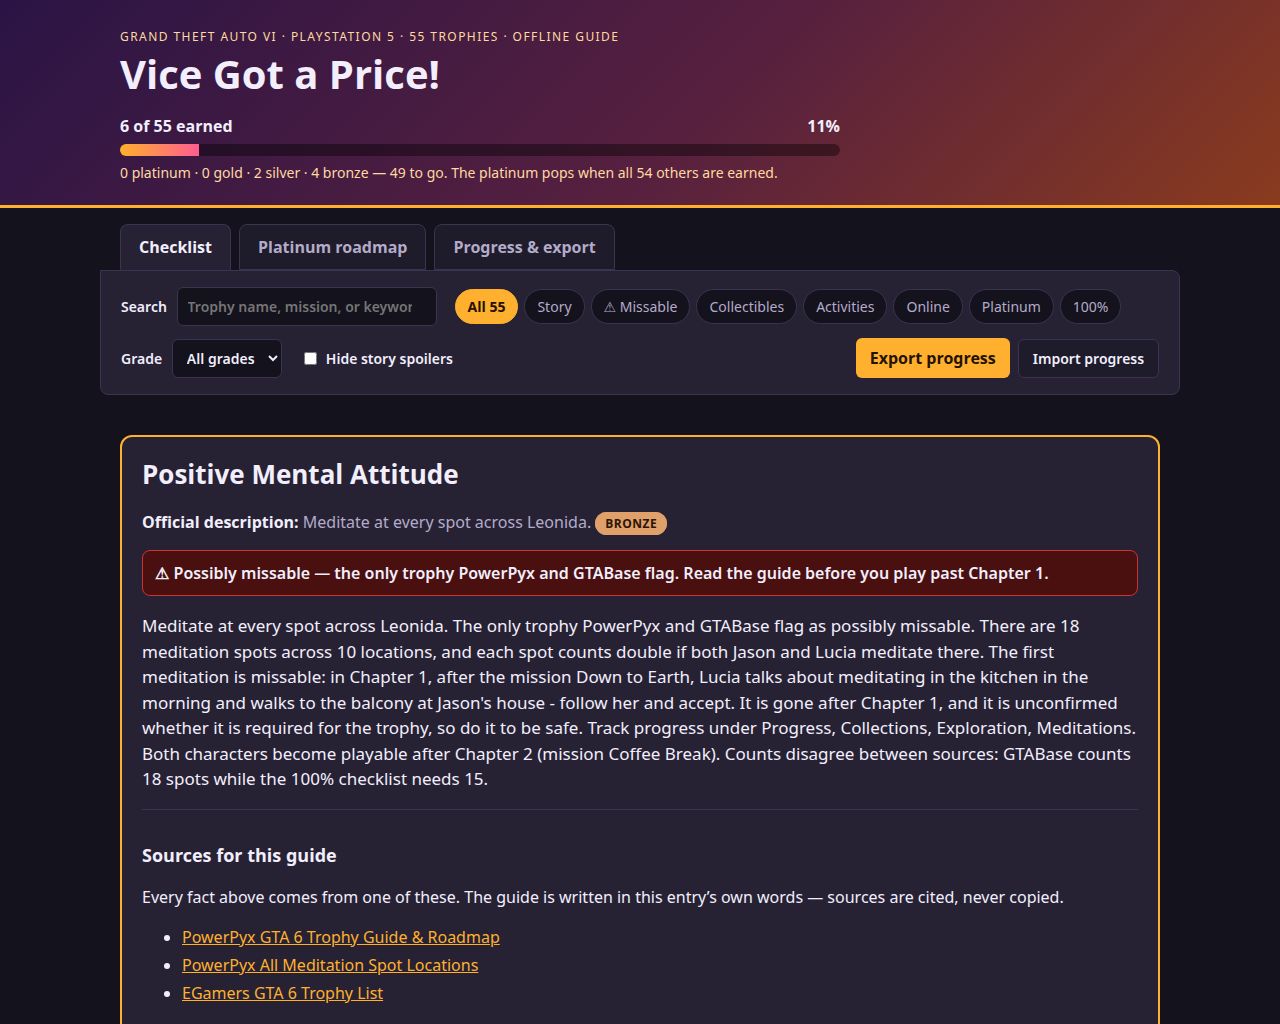 GRAND THEFT AUTO VI · PLAYSTATION 5 · 55 TROPHIES · OFFLINE GUIDE
Vice Got a Price!
6 of 55 earned 11%
0 platinum · 0 gold · 2 silver · 4 bronze — 49 to go. The platinum pops when all 54 others are earned.
Checklist Platinum roadmap Progress & export
Search Trophy name, mission, or keywor All 55 Story ⚠ Missable Collectibles Activities Online Platinum 100%
Grade All grades Hide story spoilers Export progress Import progress
Positive Mental Attitude
Official description: Meditate at every spot across Leonida. BRONZE
⚠ Possibly missable — the only trophy PowerPyx and GTABase flag. Read the guide before you play past Chapter 1.
Meditate at every spot across Leonida. The only trophy PowerPyx and GTABase flag as possibly missable. There are 18
meditation spots across 10 locations, and each spot counts double if both Jason and Lucia meditate there. The first
meditation is missable: in Chapter 1, after the mission Down to Earth, Lucia talks about meditating in the kitchen in the
morning and walks to the balcony at Jason's house - follow her and accept. It is gone after Chapter 1, and it is unconfirmed
whether it is required for the trophy, so do it to be safe. Track progress under Progress, Collections, Exploration, Meditations.
Both characters become playable after Chapter 2 (mission Coffee Break). Counts disagree between sources: GTABase counts
18 spots while the 100% checklist needs 15.
Sources for this guide
Every fact above comes from one of these. The guide is written in this entry’s own words — sources are cited, never copied.
PowerPyx GTA 6 Trophy Guide & Roadmap
PowerPyx All Meditation Spot Locations
EGamers GTA 6 Trophy List